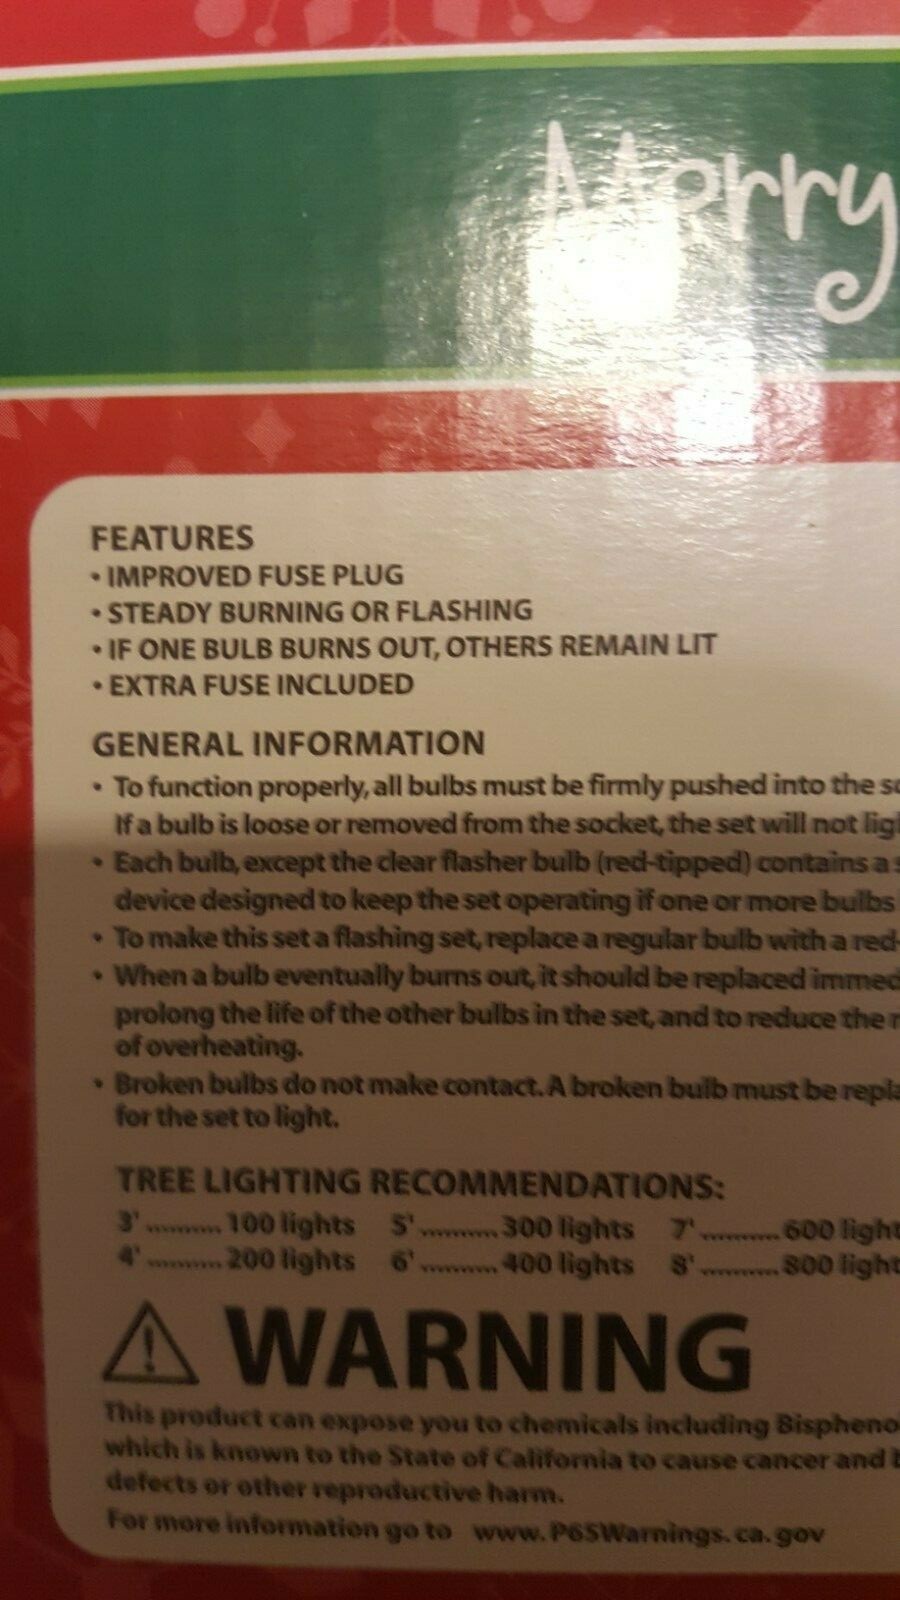 Merry
FEATURES
• IMPROVED FUSE PLUG
• STEADY BURNING OR FLASHING
• IF ONE BULB BURNS OUT, OTHERS REMAIN LIT
• EXTRA FUSE INCLUDED
GENERAL INFORMATION
• To function properly, all bulbs must be firmly pushed into the
If a bulb is loose or removed from the socket, the set will not
• Each bulb, except the clear flasher bulb (red-tipped) contains a
device designed to keep the set operating if one or more bulbs
• To make this set a flashing set, replace a regular bulb with a red-
• When a bulb eventually burns out, it should be replaced immed
prolong the life of the other bulbs in the set, and to reduce the
of overheating.
• Broken bulbs do not make contact. A broken bulb must be repla
for the set to light.
TREE LIGHTING RECOMMENDATIONS:
3' .......... 100 lights 5' .......... 300 lights 7' .......... 600 light
4' .......... 200 lights 6' .......... 400 lights 8' .......... 800 light
WARNING
This product can expose you to chemicals including Bispheno
which is known to the State of California to cause cancer and
defects or other reproductive harm.
For more information go to www.P65Warnings.ca.gov